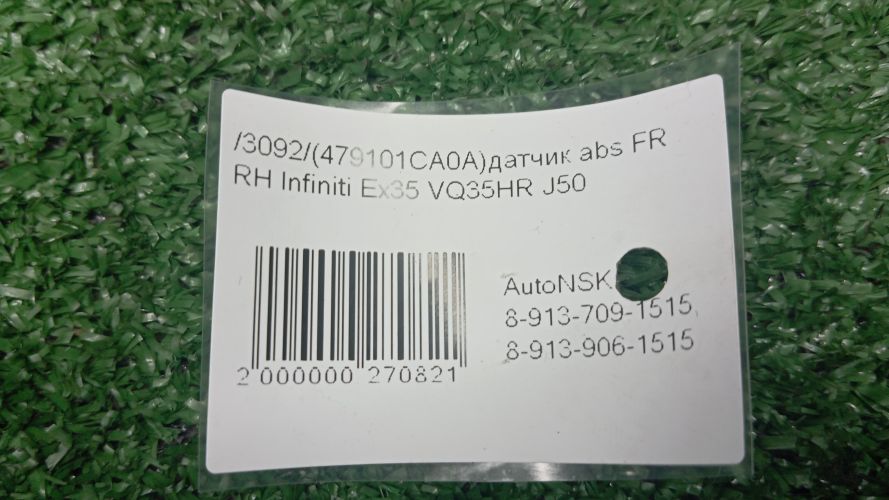 /3092/(479101CA0A)датчик abs FR
RH Infiniti Ex35 VQ35HR J50
AutoNSK
8-913-709-1515,
8-913-906-1515
2 000000 270821